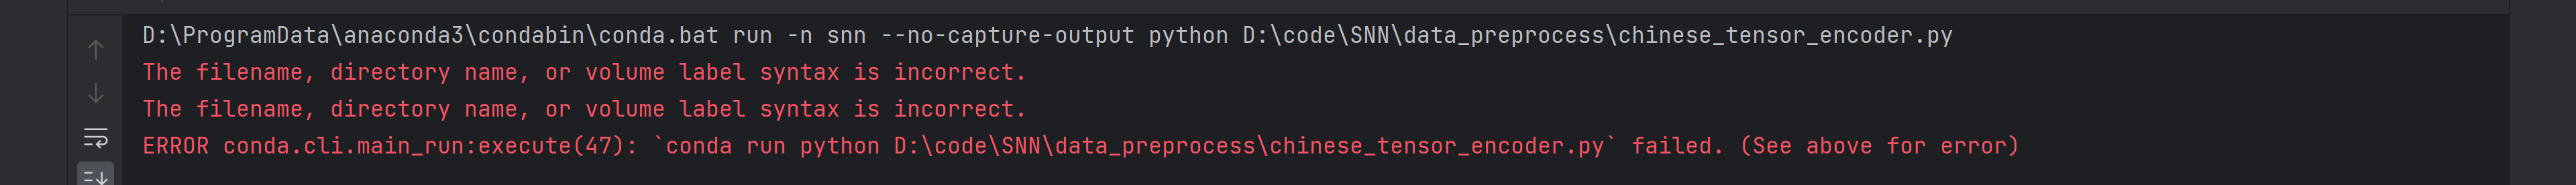 D:\ProgramData\anaconda3\condabin\conda.bat run -n snn --no-capture-output python D:\code\SNN\data_preprocess\chinese_tensor_encoder.py
The filename, directory name, or volume label syntax is incorrect.
The filename, directory name, or volume label syntax is incorrect.
ERROR conda.cli.main_run:execute(47): `conda run python D:\code\SNN\data_preprocess\chinese_tensor_encoder.py` failed. (See above for error)